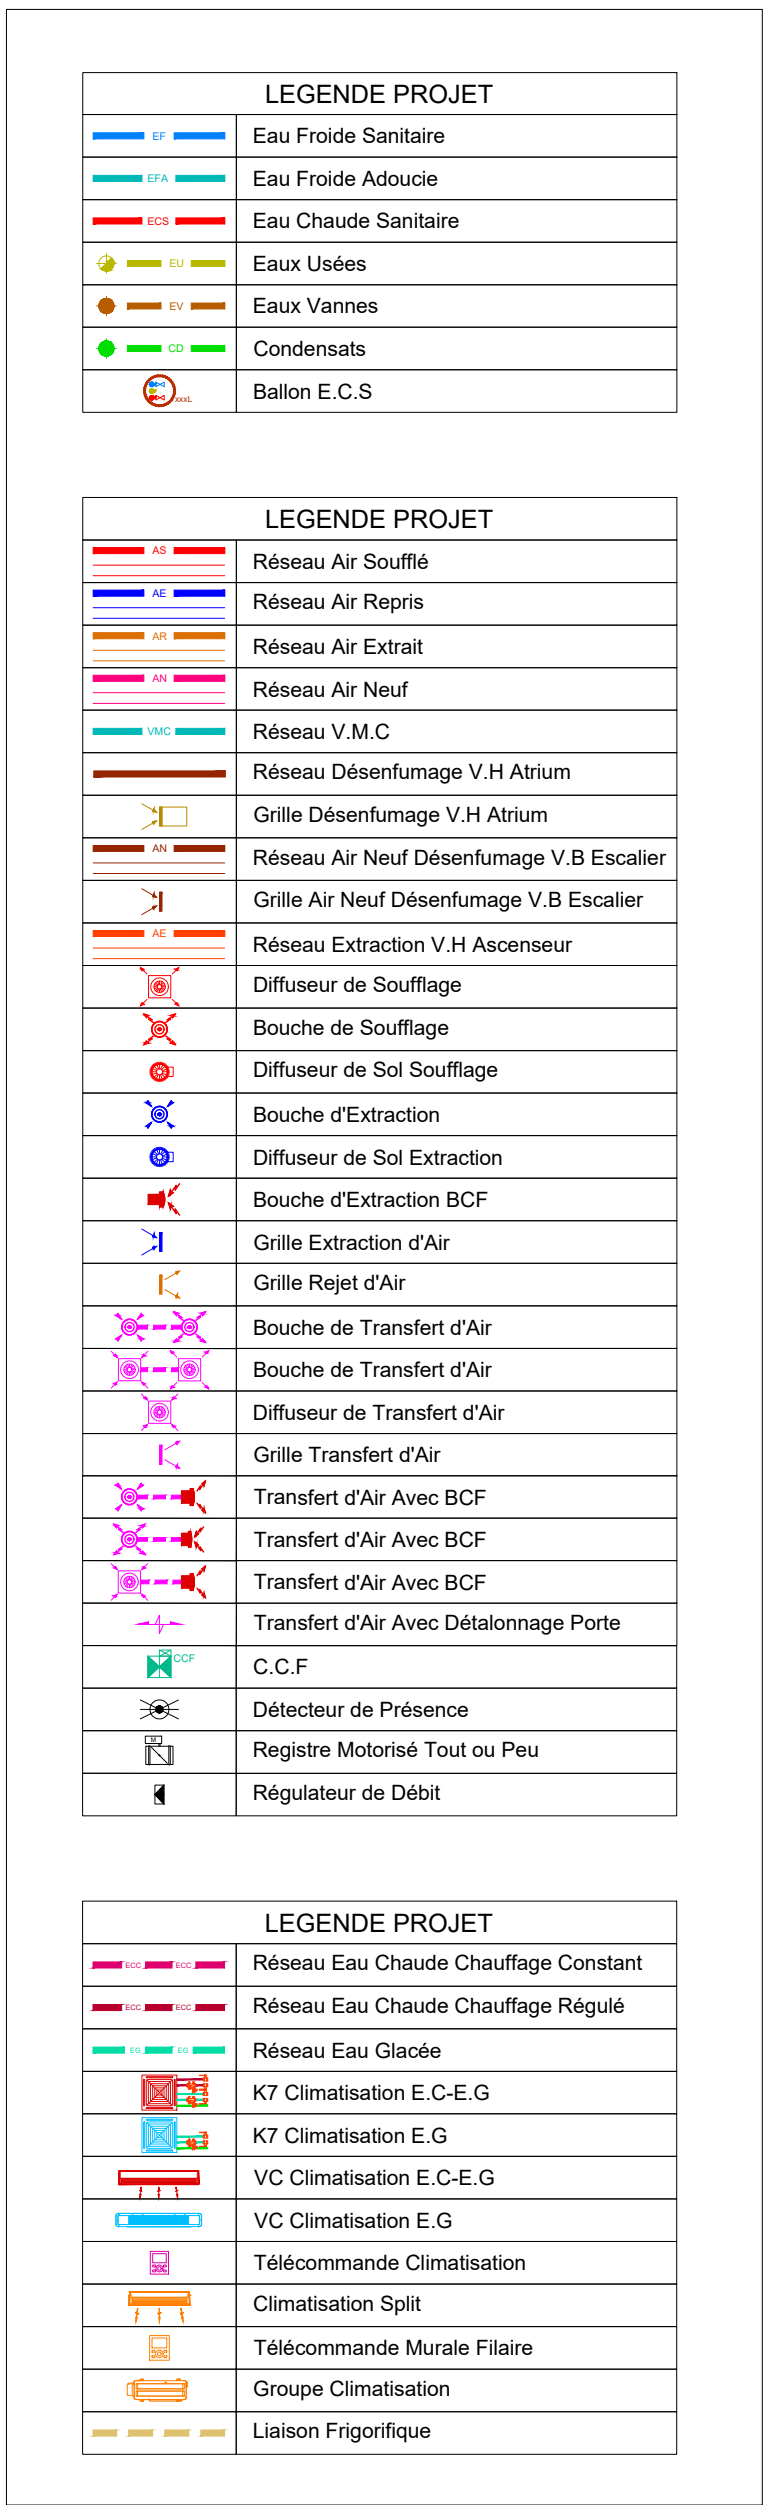 LEGENDE PROJET
EF Eau Froide Sanitaire
EFA Eau Froide Adoucie
ECS Eau Chaude Sanitaire
EU Eaux Usées
EV Eaux Vannes
CD Condensats
xxxL Ballon E.C.S
LEGENDE PROJET
AS Réseau Air Soufflé
AE Réseau Air Repris
AR Réseau Air Extrait
AN Réseau Air Neuf
VMC Réseau V.M.C
Réseau Désenfumage V.H Atrium
Grille Désenfumage V.H Atrium
AN Réseau Air Neuf Désenfumage V.B Escalier
Grille Air Neuf Désenfumage V.B Escalier
AE Réseau Extraction V.H Ascenseur
Diffuseur de Soufflage
Bouche de Soufflage
Diffuseur de Sol Soufflage
Bouche d'Extraction
Diffuseur de Sol Extraction
Bouche d'Extraction BCF
Grille Extraction d'Air
Grille Rejet d'Air
Bouche de Transfert d'Air
Bouche de Transfert d'Air
Diffuseur de Transfert d'Air
Grille Transfert d'Air
Transfert d'Air Avec BCF
Transfert d'Air Avec BCF
Transfert d'Air Avec BCF
Transfert d'Air Avec Détalonnage Porte
CCF C.C.F
Détecteur de Présence
M Registre Motorisé Tout ou Peu
Régulateur de Débit
LEGENDE PROJET
ECC ECC Réseau Eau Chaude Chauffage Constant
ECC ECC Réseau Eau Chaude Chauffage Régulé
EG EG Réseau Eau Glacée
K7 Climatisation E.C-E.G
K7 Climatisation E.G
VC Climatisation E.C-E.G
VC Climatisation E.G
Télécommande Climatisation
Climatisation Split
Télécommande Murale Filaire
Groupe Climatisation
Liaison Frigorifique